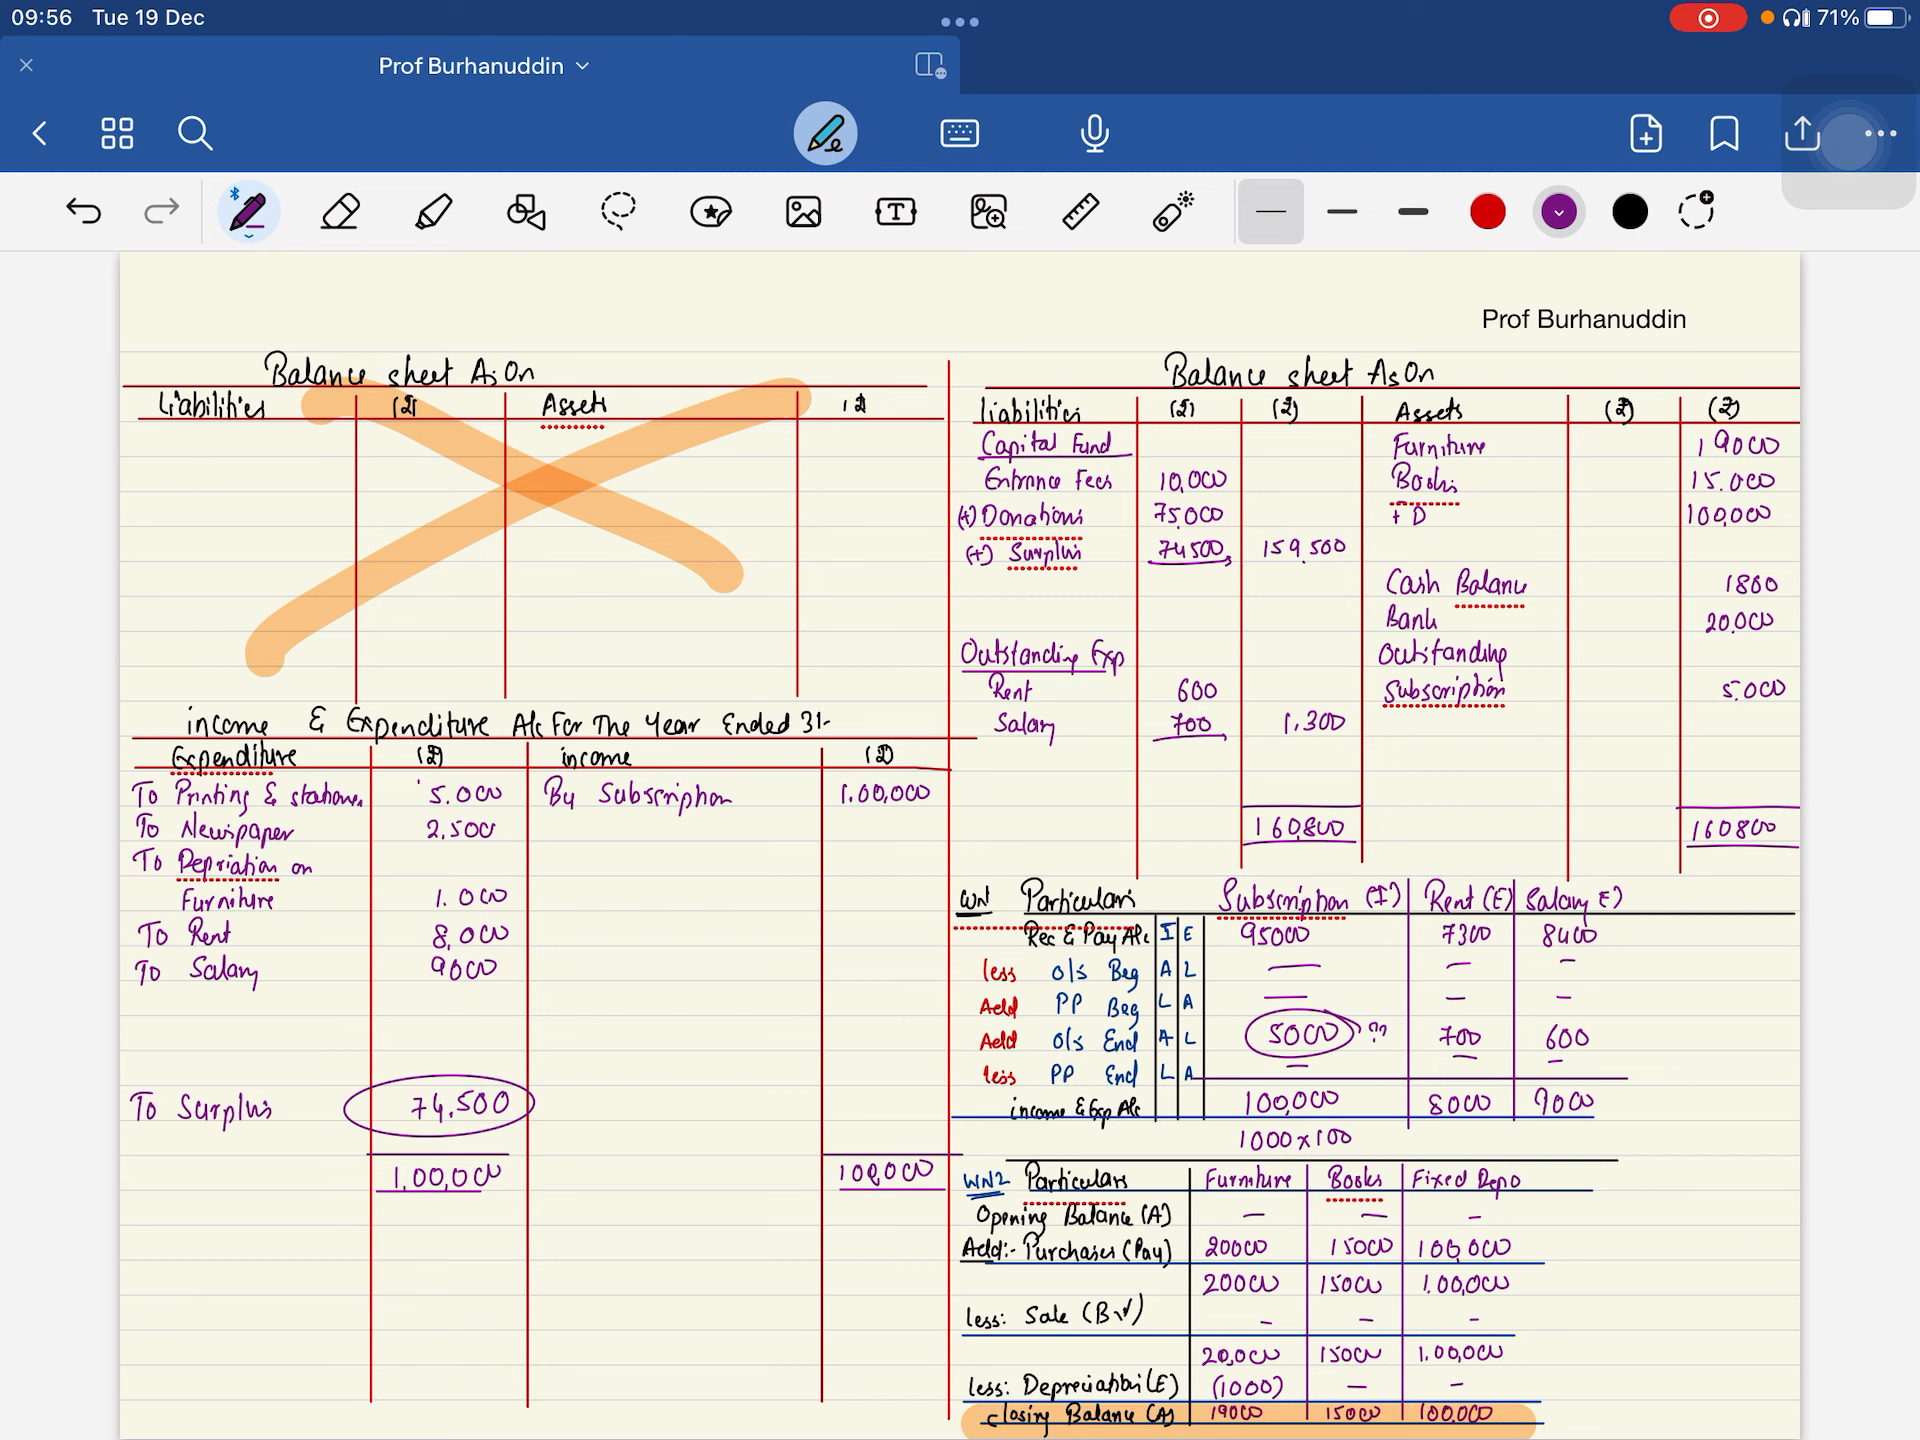 09:56 Tue 19 Dec
71%
Prof Burhanuddin
Prof Burhanuddin
Balance sheet As On
Liabilities (₹) Assets
Balance sheet As On
liabilities (₹) (₹) Assets (₹) (₹)
Capital Fund Furniture 19000
Entrance Fees 10,000 Books 15.000
(+) Donations 75,000 + D 100,000
(+) Surplus 74500 159,500
Cash Balance 1800
Bank 20.000
Outstanding Exp Outstanding
Rent 600 Subscription 5.000
Salary 700 1.300
160,800 160800
income & Expenditure A/c For The Year Ended 31-
Expenditure (₹) income (₹)
To Printing & 5.000 By Subscription 1.00,000
To Newspaper 2.500
To Depriation on
Furniture 1.000
To Rent 8,000
To Salary 9000
To Surplus 74,500
1,00,000 100,000
WN1 Particulars Subscription (I) Rent (E) Salary E)
Rec & Pay A/c I E 95000 7300 8400
less o/s Beg A L — — -
Add PP Beg L A — — —
Add o/s End A L 5000 ?? 700 600
less PP End L A
income & Exp A/c 100,000 8000 9000
1000 x 100
WN2 Particulars Furniture Books Fixed Depo
Opening Balance (A) — — -
Add:- Purchases (Pay) 20000 15000 100,000
20000 15000 1.00,000
less: Sale (B.V) - - -
20,000 15000 1.00,000
less: Depreciation (E) (1000) — -
closing Balance (A) 19000 15000 100.000